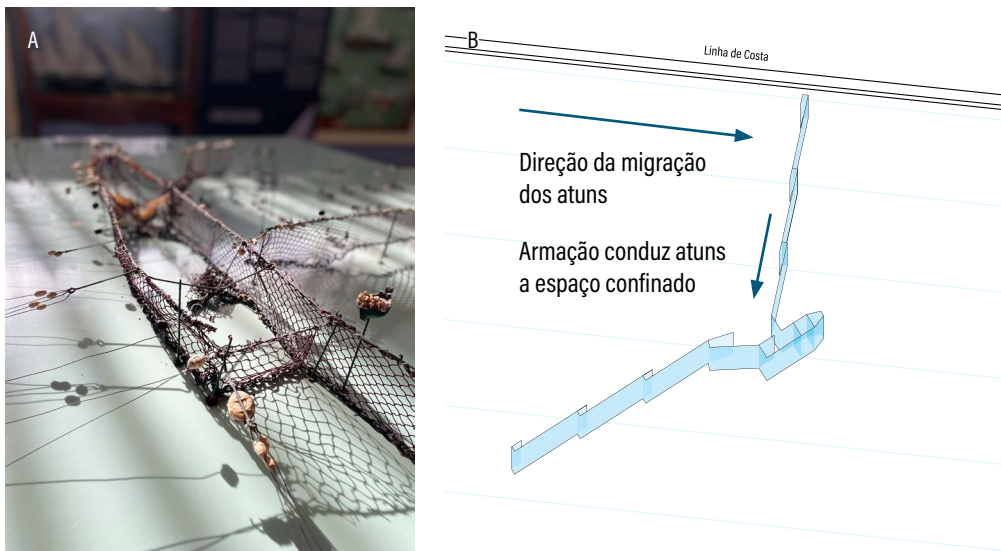 A
B
Linha de Costa
Direção da migração
dos atuns
Armação conduz atuns
a espaço confinado